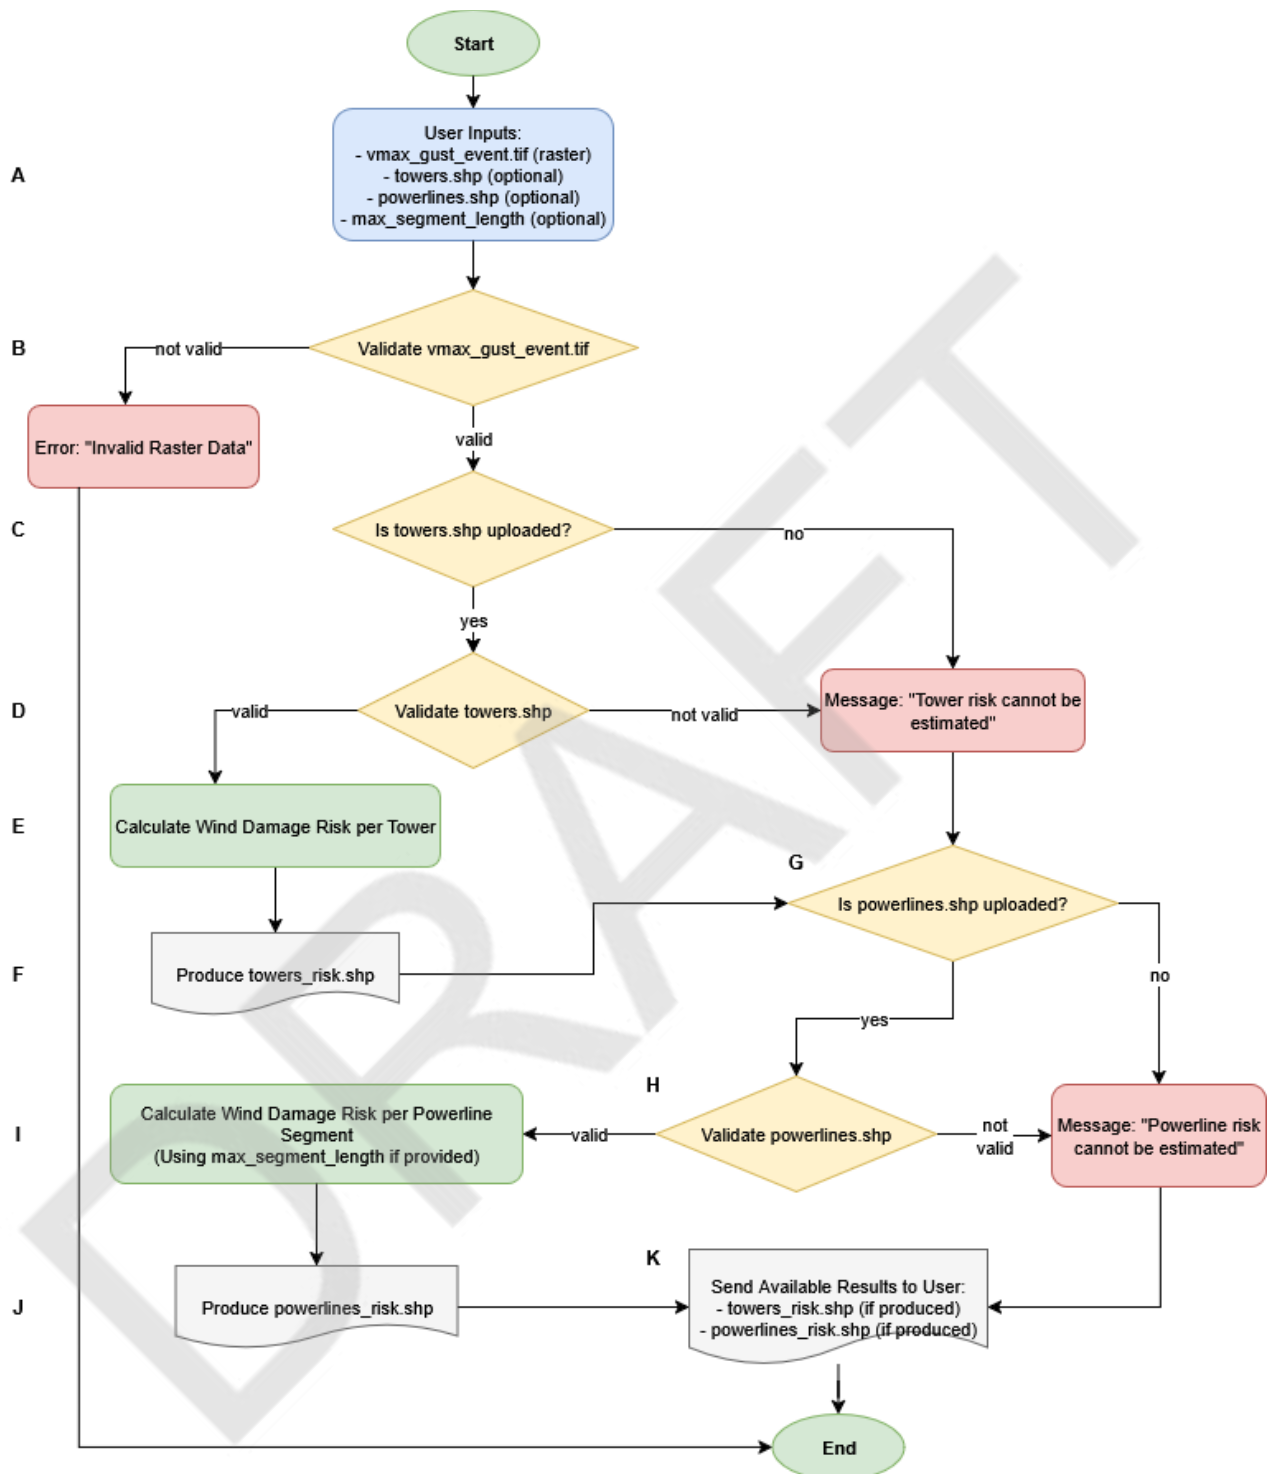 Start
A
User Inputs:
- vmax_gust_event.tif (raster)
- towers.shp (optional)
- powerlines.shp (optional)
- max_segment_length (optional)
B
not valid
Validate vmax_gust_event.tif
Error: "Invalid Raster Data"
valid
C
Is towers.shp uploaded?
no
yes
D
valid
Validate towers.shp
not valid
Message: "Tower risk cannot be
estimated"
E
Calculate Wind Damage Risk per Tower
G
Is powerlines.shp uploaded?
F
Produce towers_risk.shp
no
yes
H
I
Calculate Wind Damage Risk per Powerline
Segment
(Using max_segment_length if provided)
valid
Validate powerlines.shp
not
valid
Message: "Powerline risk
cannot be estimated"
K
J
Produce powerlines_risk.shp
Send Available Results to User:
- towers_risk.shp (if produced)
- powerlines_risk.shp (if produced)
End
DRAFT